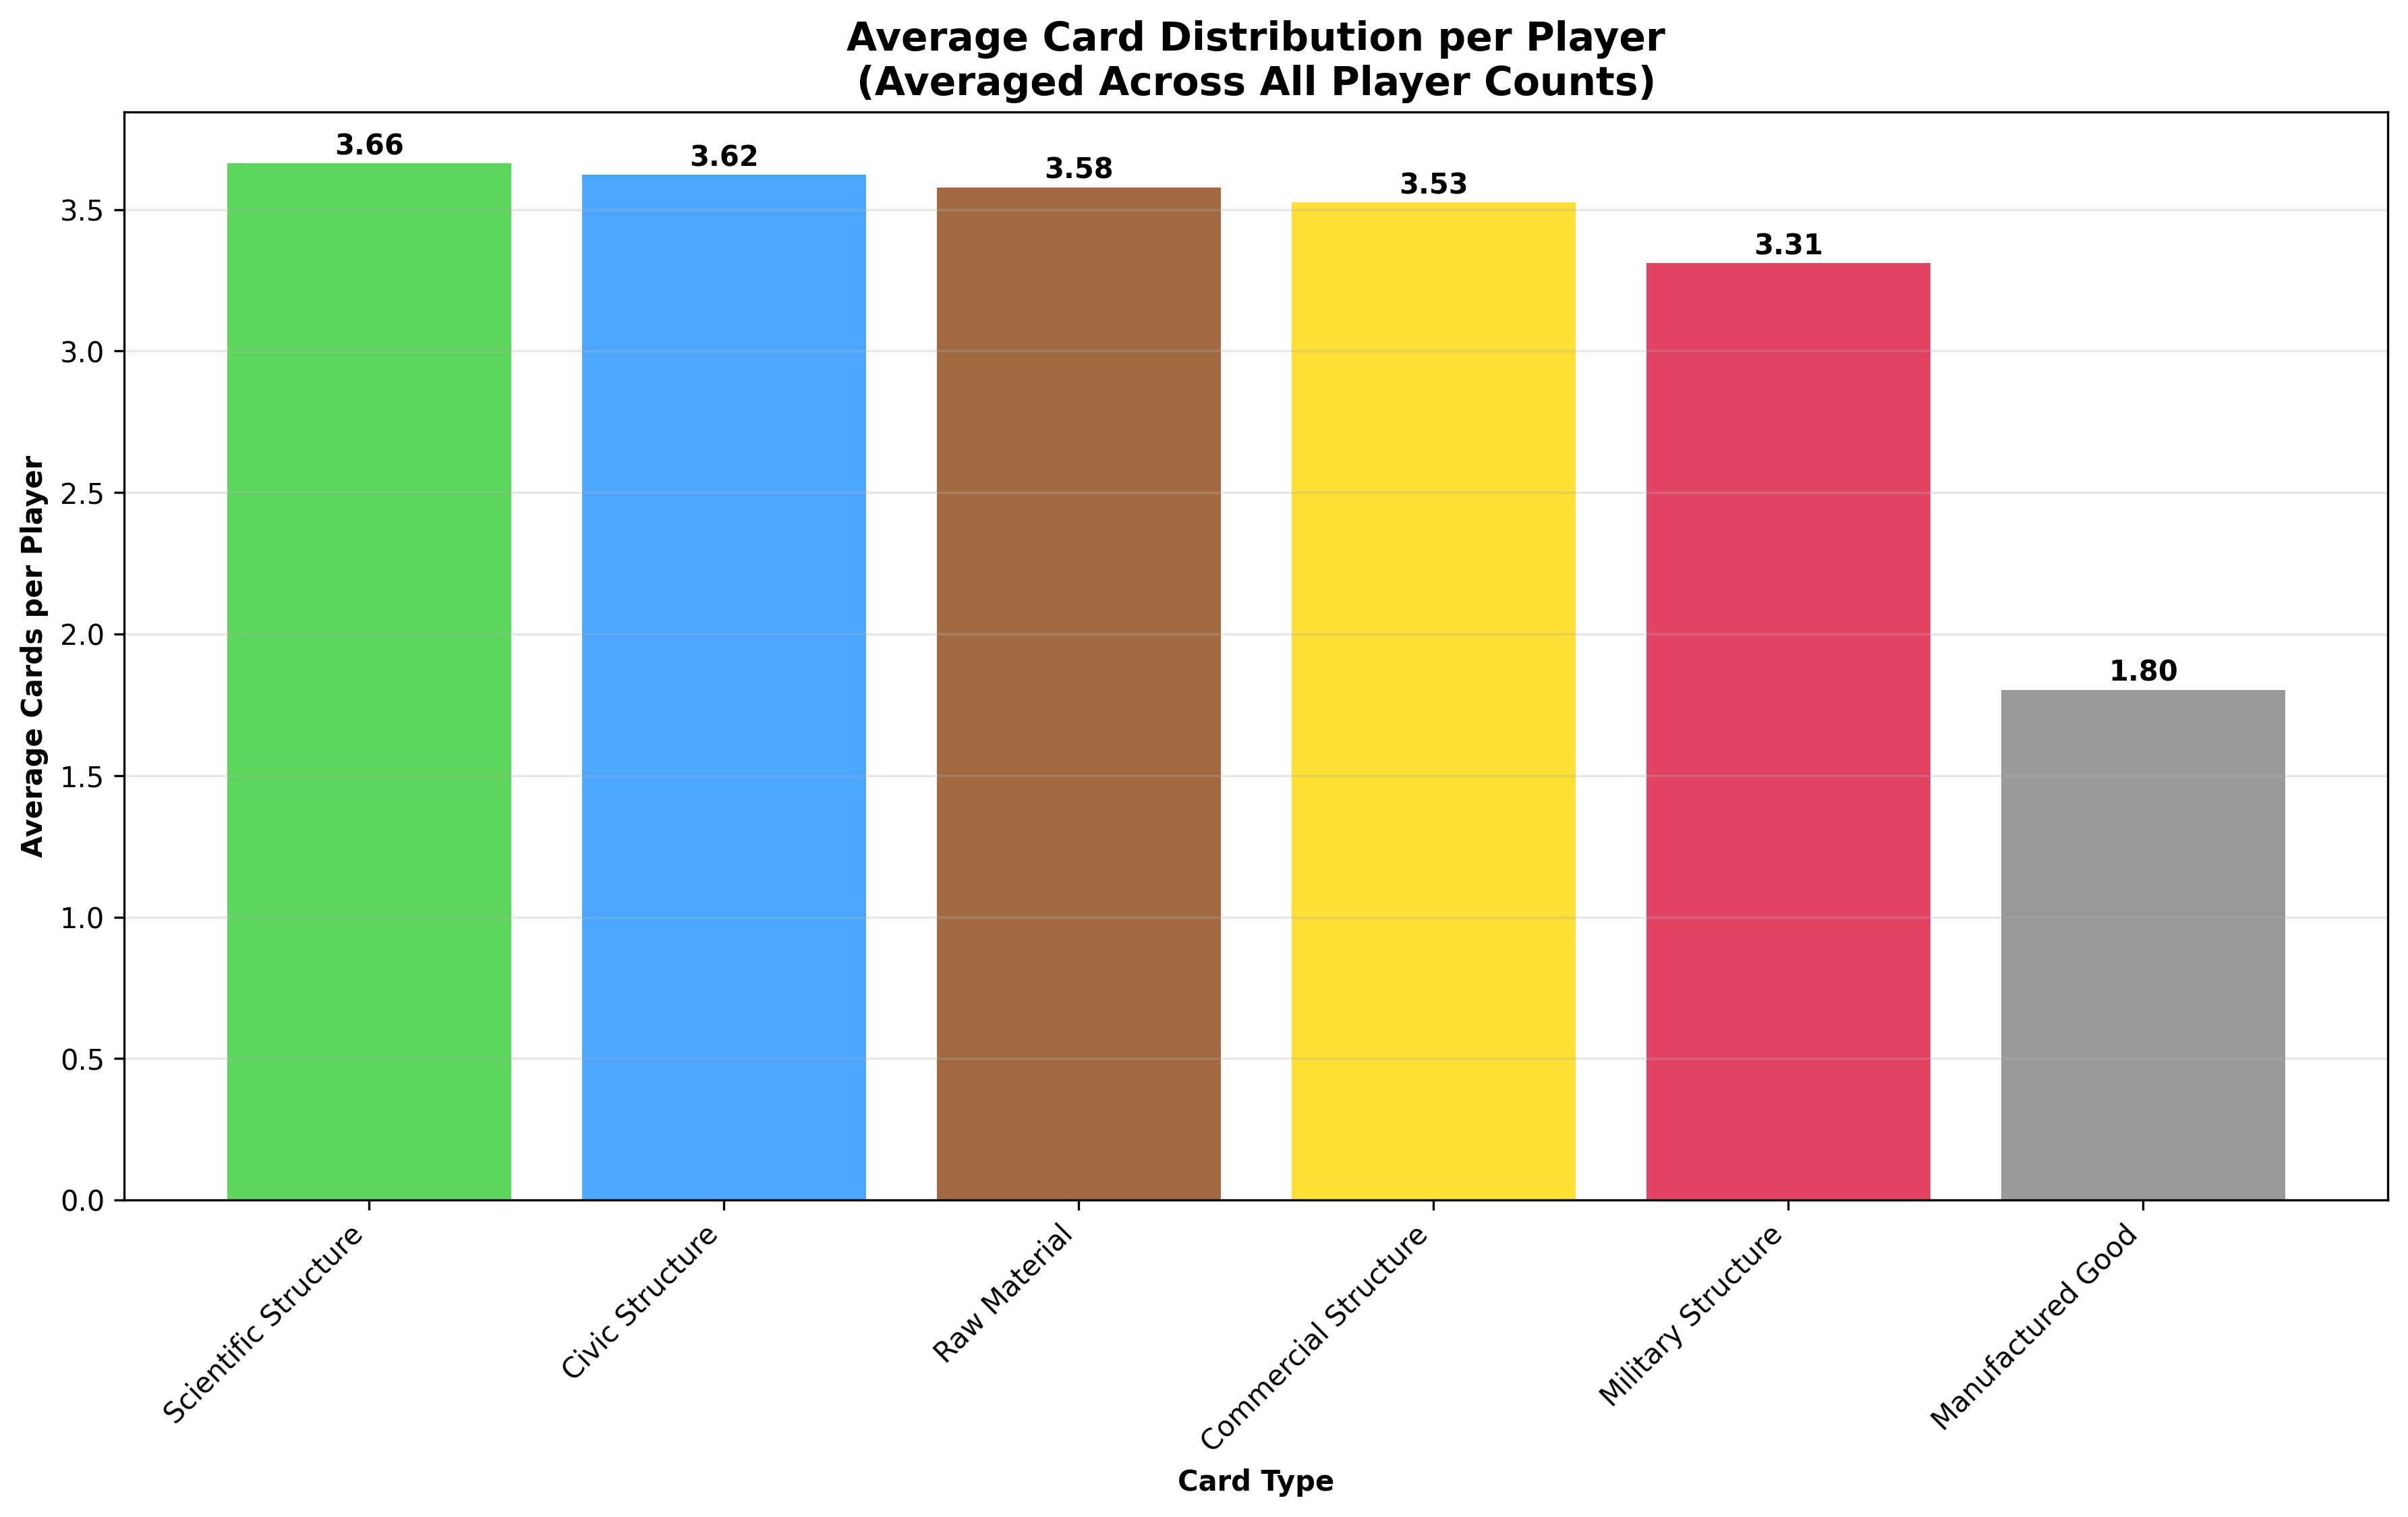 Average Card Distribution per Player
(Averaged Across All Player Counts)
Average Cards per Player
3.5
3.0
2.5
2.0
1.5
1.0
0.5
0.0
3.66
3.62
3.58
3.53
3.31
1.80
Scientific Structure
Civic Structure
Raw Material
Commercial Structure
Military Structure
Manufactured Good
Card Type